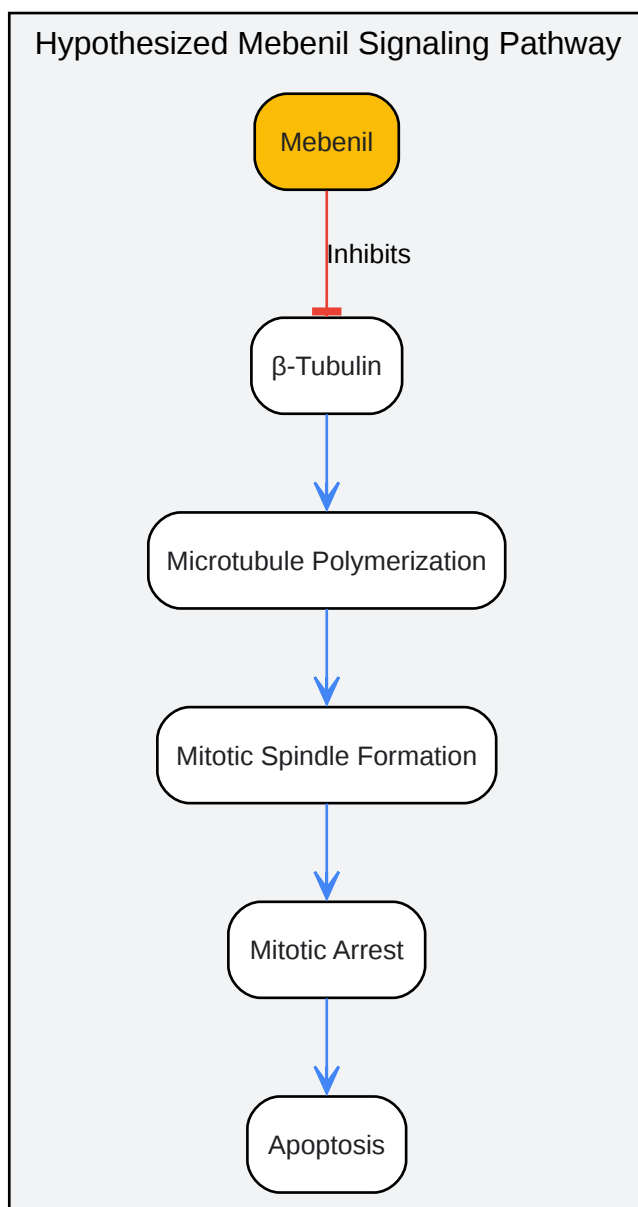 Hypothesized Mebenil Signaling Pathway
Mebenil
Inhibits
β-Tubulin
Microtubule Polymerization
Mitotic Spindle Formation
Mitotic Arrest
Apoptosis